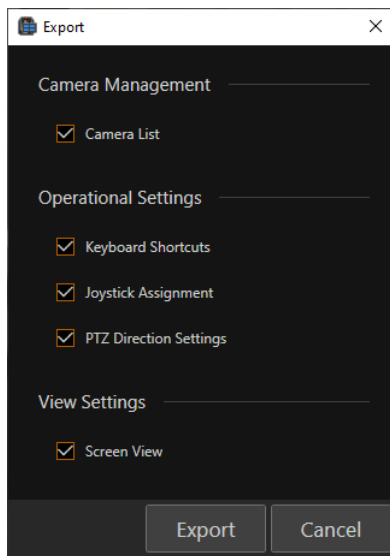 Export
Camera Management
Camera List
Operational Settings
Keyboard Shortcuts
Joystick Assignment
PTZ Direction Settings
View Settings
Screen View
Export
Cancel